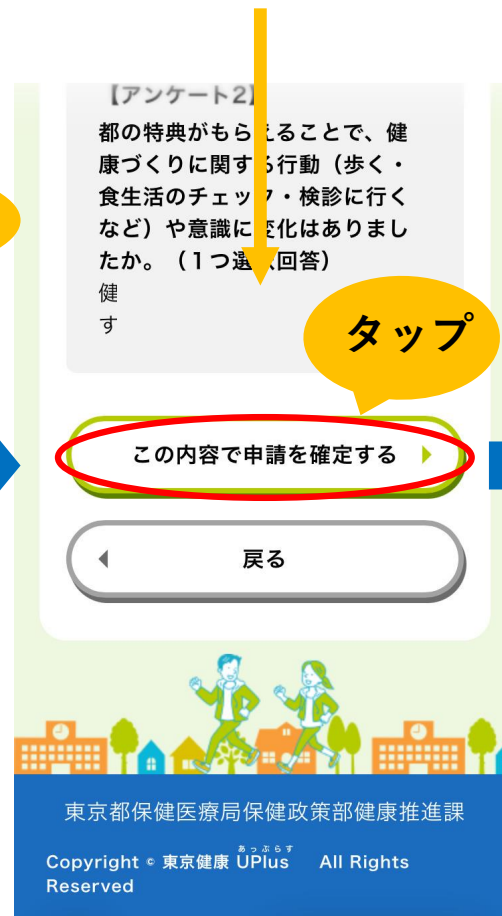 【アンケート2】
都の特典がもらえることで、健
康づくりに関する行動（歩く・
食生活のチェック・検診に行く
など）や意識に変化はありまし
たか。（1つ選択回答）
健
す
タップ
この内容で申請を確定する
戻る
東京都保健医療局保健政策部健康推進課
あっぷらす
Copyright © 東京健康 UPlus All Rights
Reserved